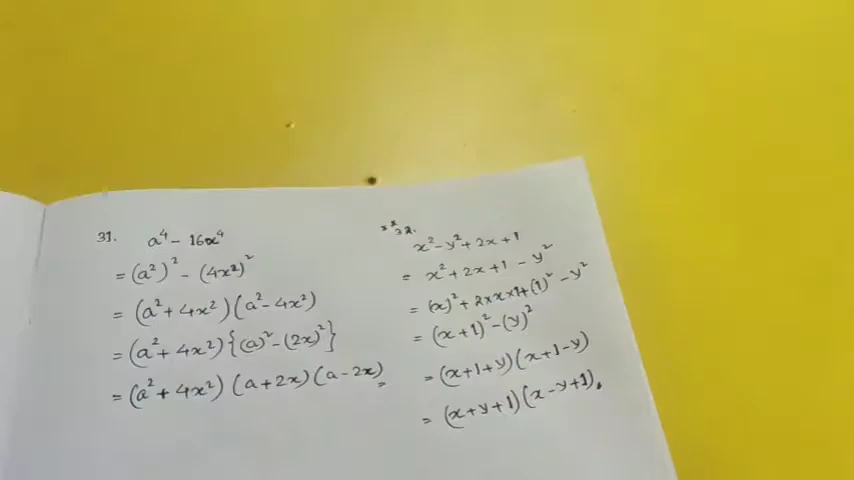 31. a⁴ - 16x⁴
= (a²)² - (4x²)²
= (a² + 4x²) (a² - 4x²)
= (a² + 4x²) {(a)² - (2x)²}
= (a² + 4x²) (a + 2x) (a - 2x)
32. x² - y² + 2x + 1
= x² + 2x + 1 - y²
= (x)² + 2 × x × 1 + (1)² - y²
= (x + 1)² - (y)²
= (x + 1 + y) (x + 1 - y)
= (x + y + 1) (x - y + 1).